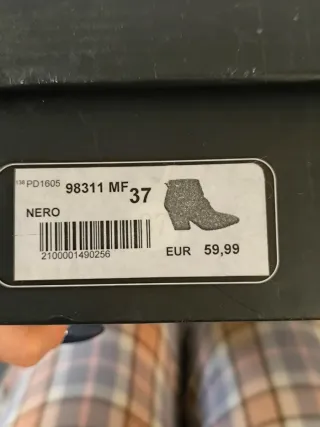 PD1605 98311 MF 37
NERO
2100001490256
EUR 59,99